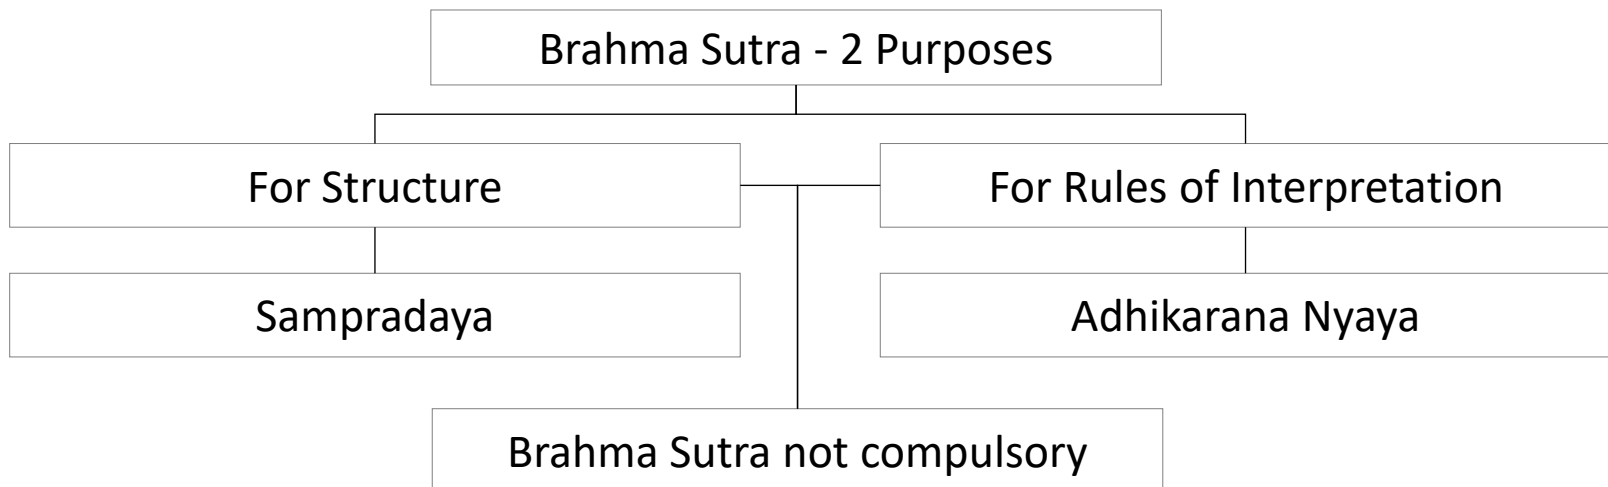 Brahma Sutra - 2 Purposes
For Structure
For Rules of Interpretation
Sampradaya
Adhikarana Nyaya
Brahma Sutra not compulsory